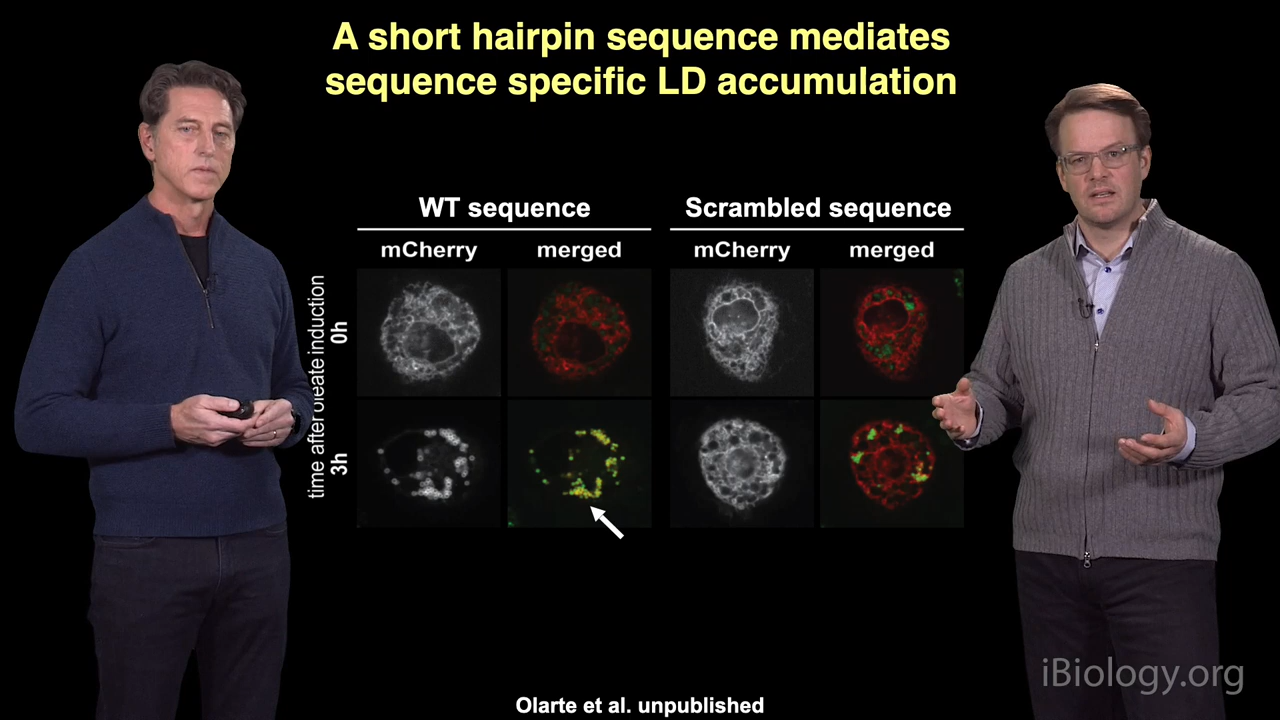 A short hairpin sequence mediates
sequence specific LD accumulation
WT sequence
Scrambled sequence
mCherry
merged
mCherry
merged
time after oleate induction
0h
3h
iBiology.org
Olarte et al. unpublished